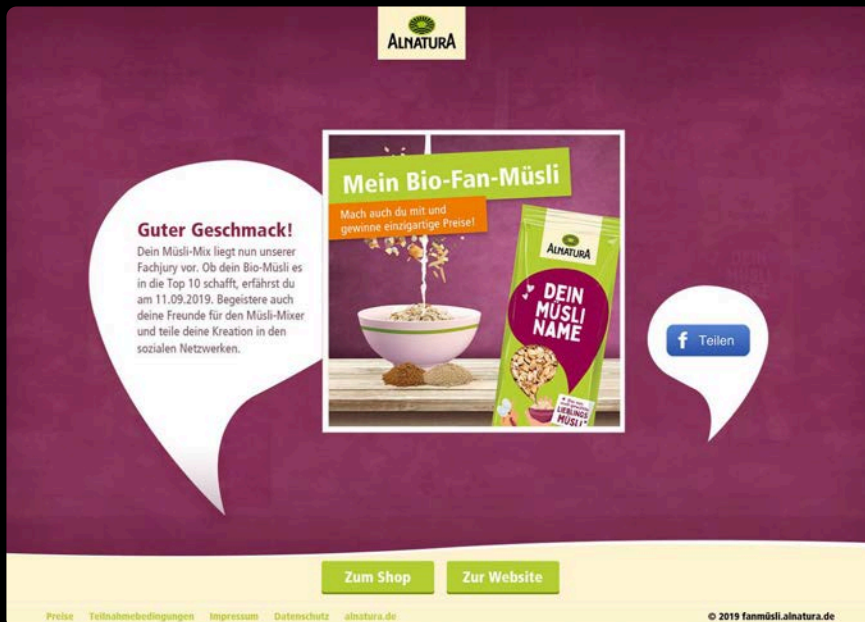 ALNATURA
Mein Bio-Fan-Müsli
Mach auch du mit und
gewinne einzigartige Preise!
Guter Geschmack!
Dein Müsli-Mix liegt nun unserer
Fachjury vor. Ob dein Bio-Müsli es
in die Top 10 schafft, erfährst du
am 11.09.2019. Begeistere auch
deine Freunde für den Müsli-Mixer
und teile deine Kreation in den
sozialen Netzwerken.
ALNATURA
DEIN
MÜSLI
NAME
LIEBLINGS
MÜSLI
f Teilen
Zum Shop
Zur Website
Preise Teilnahmebedingungen Impressum Datenschutz alnatura.de
© 2019 fanmüsli.alnatura.de